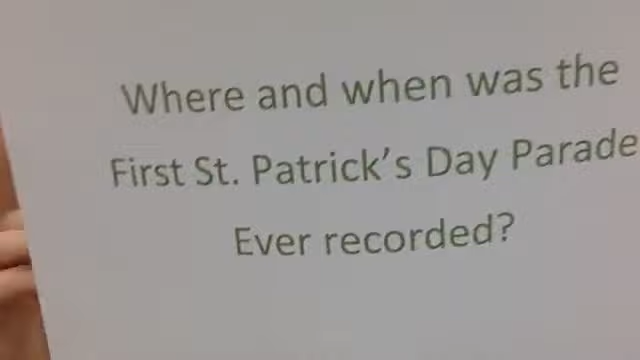 Where and when was the
First St. Patrick's Day Parade
Ever recorded?